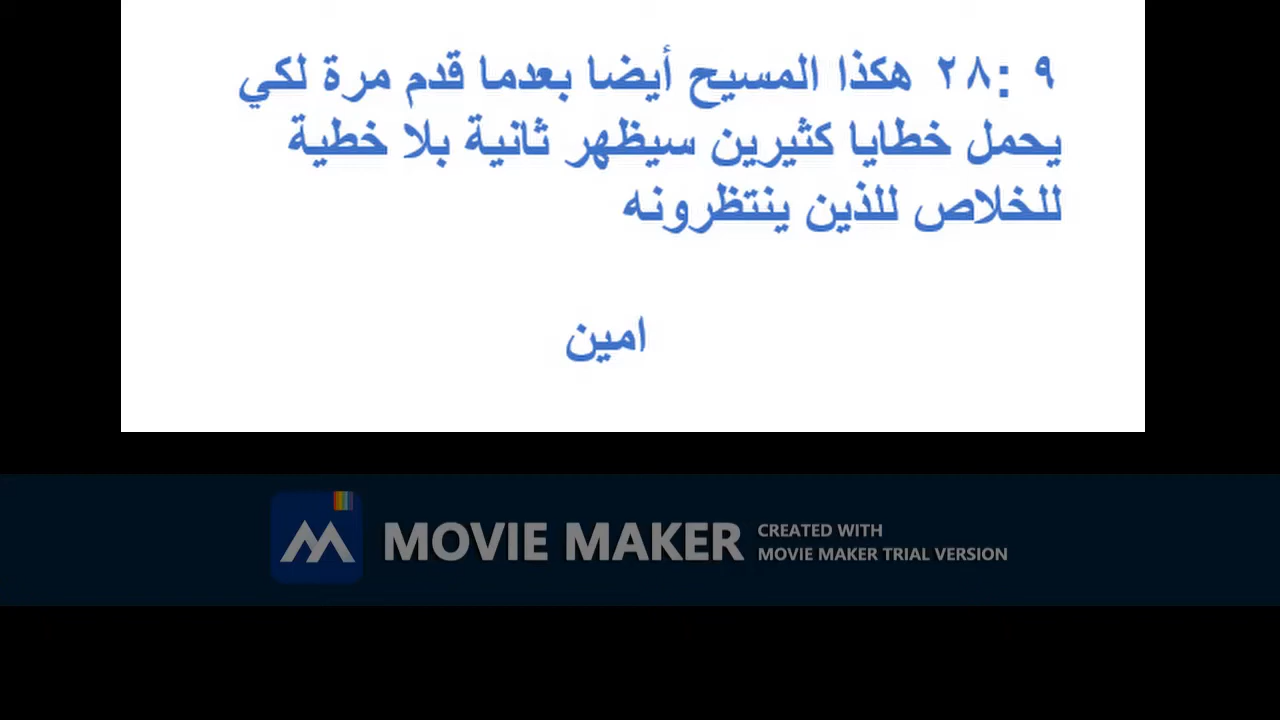 ٩ :٢٨ هكذا المسيح أيضا بعدما قدم مرة لكي
يحمل خطايا كثيرين سيظهر ثانية بلا خطية
للخلاص للذين ينتظرونه
امين
MOVIE MAKER
CREATED WITH
MOVIE MAKER TRIAL VERSION